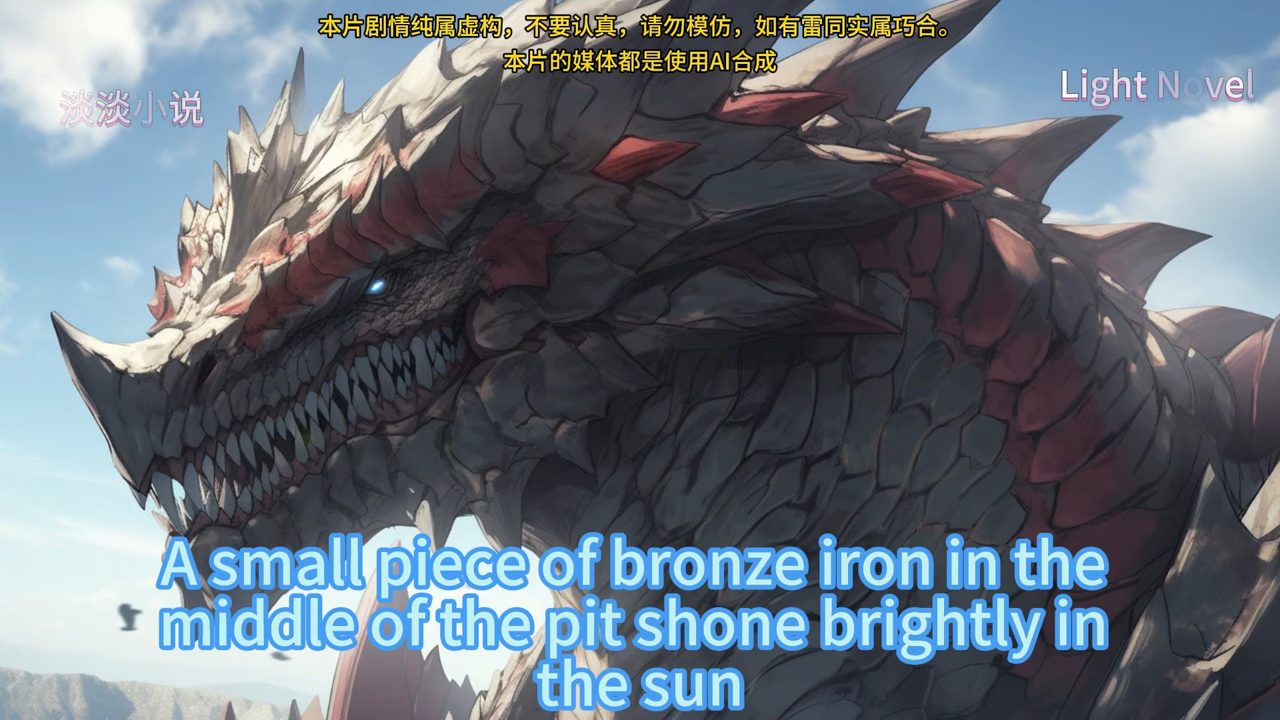 本片剧情纯属虚构，不要认真，请勿模仿，如有雷同实属巧合。
本片的媒体都是使用AI合成
淡淡小说
Light Novel
A small piece of bronze iron in the
middle of the pit shone brightly in
the sun